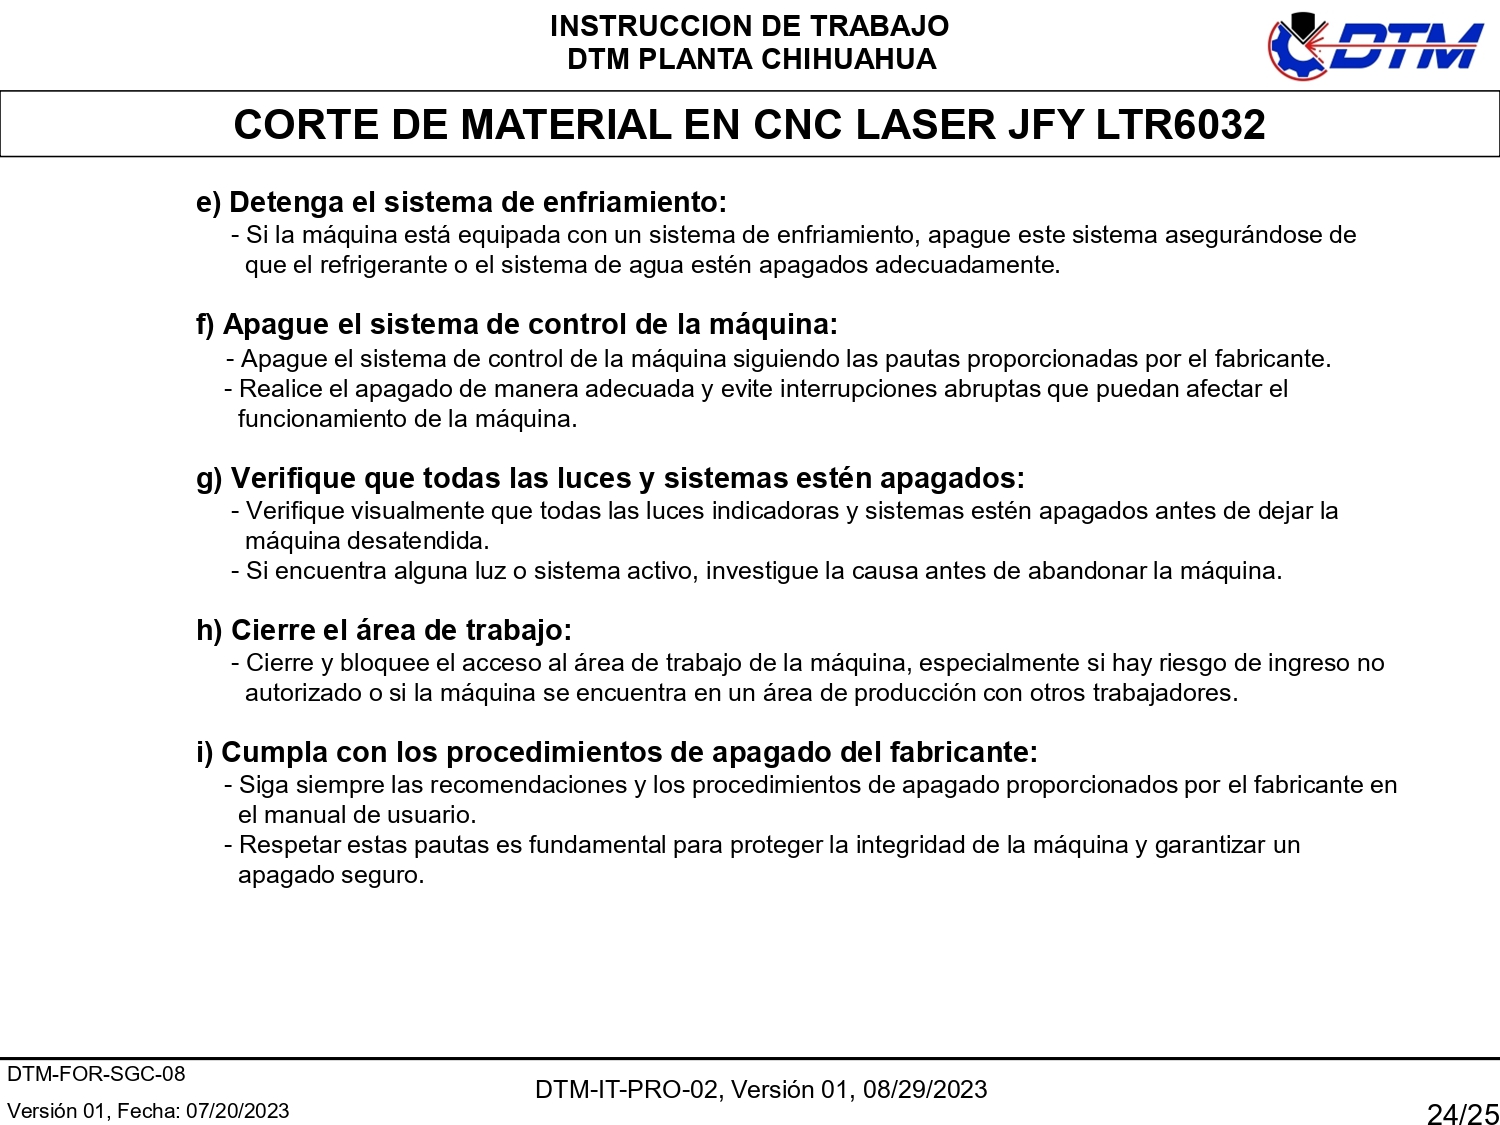 INSTRUCCION DE TRABAJO
DTM PLANTA CHIHUAHUA
DTM
CORTE DE MATERIAL EN CNC LASER JFY LTR6032
e) Detenga el sistema de enfriamiento:
- Si la máquina está equipada con un sistema de enfriamiento, apague este sistema asegurándose de
que el refrigerante o el sistema de agua estén apagados adecuadamente.
f) Apague el sistema de control de la máquina:
- Apague el sistema de control de la máquina siguiendo las pautas proporcionadas por el fabricante.
- Realice el apagado de manera adecuada y evite interrupciones abruptas que puedan afectar el
funcionamiento de la máquina.
g) Verifique que todas las luces y sistemas estén apagados:
- Verifique visualmente que todas las luces indicadoras y sistemas estén apagados antes de dejar la
máquina desatendida.
- Si encuentra alguna luz o sistema activo, investigue la causa antes de abandonar la máquina.
h) Cierre el área de trabajo:
- Cierre y bloquee el acceso al área de trabajo de la máquina, especialmente si hay riesgo de ingreso no
autorizado o si la máquina se encuentra en un área de producción con otros trabajadores.
i) Cumpla con los procedimientos de apagado del fabricante:
- Siga siempre las recomendaciones y los procedimientos de apagado proporcionados por el fabricante en
el manual de usuario.
- Respetar estas pautas es fundamental para proteger la integridad de la máquina y garantizar un
apagado seguro.
DTM-FOR-SGC-08
Versión 01, Fecha: 07/20/2023
DTM-IT-PRO-02, Versión 01, 08/29/2023
24/25